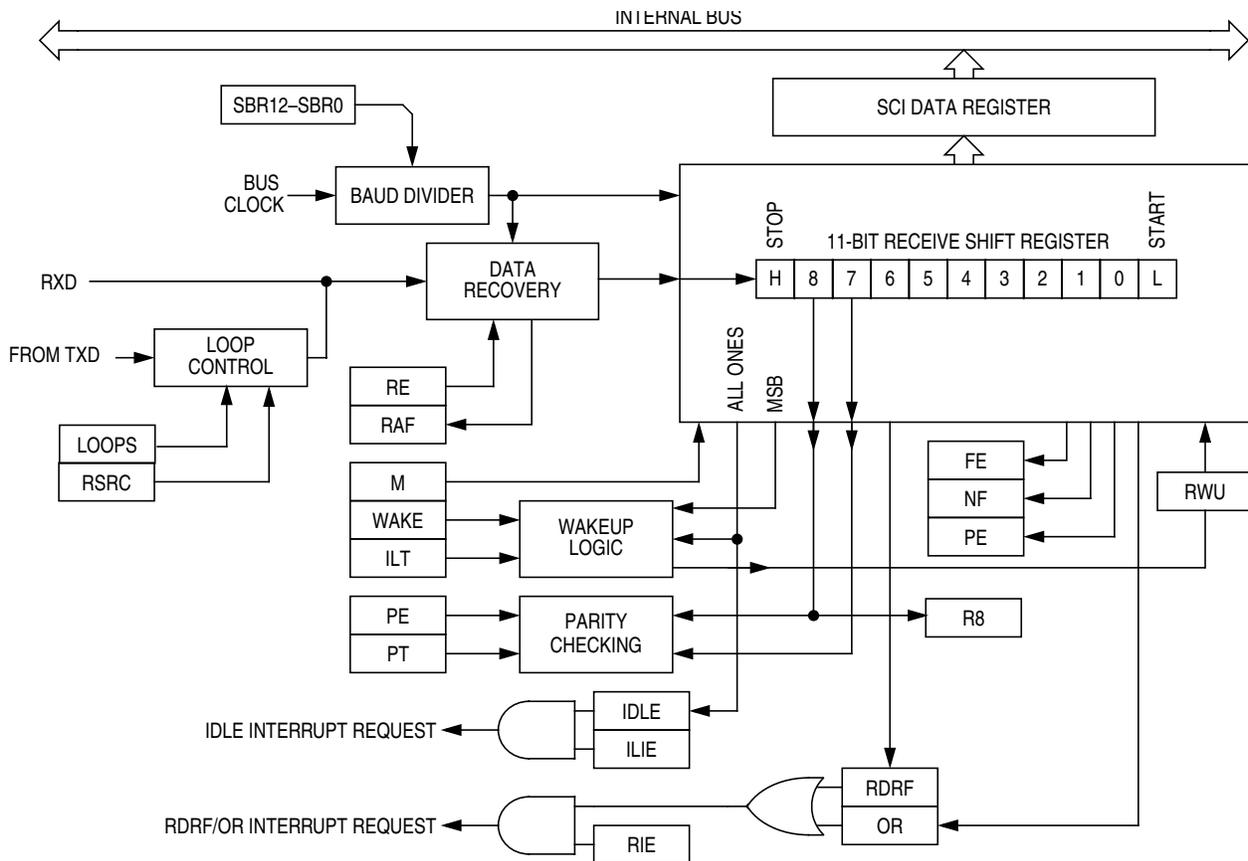 INTERNAL BUS
SBR12–SBR0
SCI DATA REGISTER
BUS
CLOCK
BAUD DIVIDER
STOP
START
11-BIT RECEIVE SHIFT REGISTER
RXD
DATA
RECOVERY
H 8 7 6 5 4 3 2 1 0 L
FROM TXD
LOOP
CONTROL
ALL ONES
MSB
RE
RAF
LOOPS
RSRC
M
WAKE
ILT
WAKEUP
LOGIC
FE
NF
PE
RWU
PE
PT
PARITY
CHECKING
R8
IDLE INTERRUPT REQUEST
IDLE
ILIE
RDRF/OR INTERRUPT REQUEST
RDRF
OR
RIE